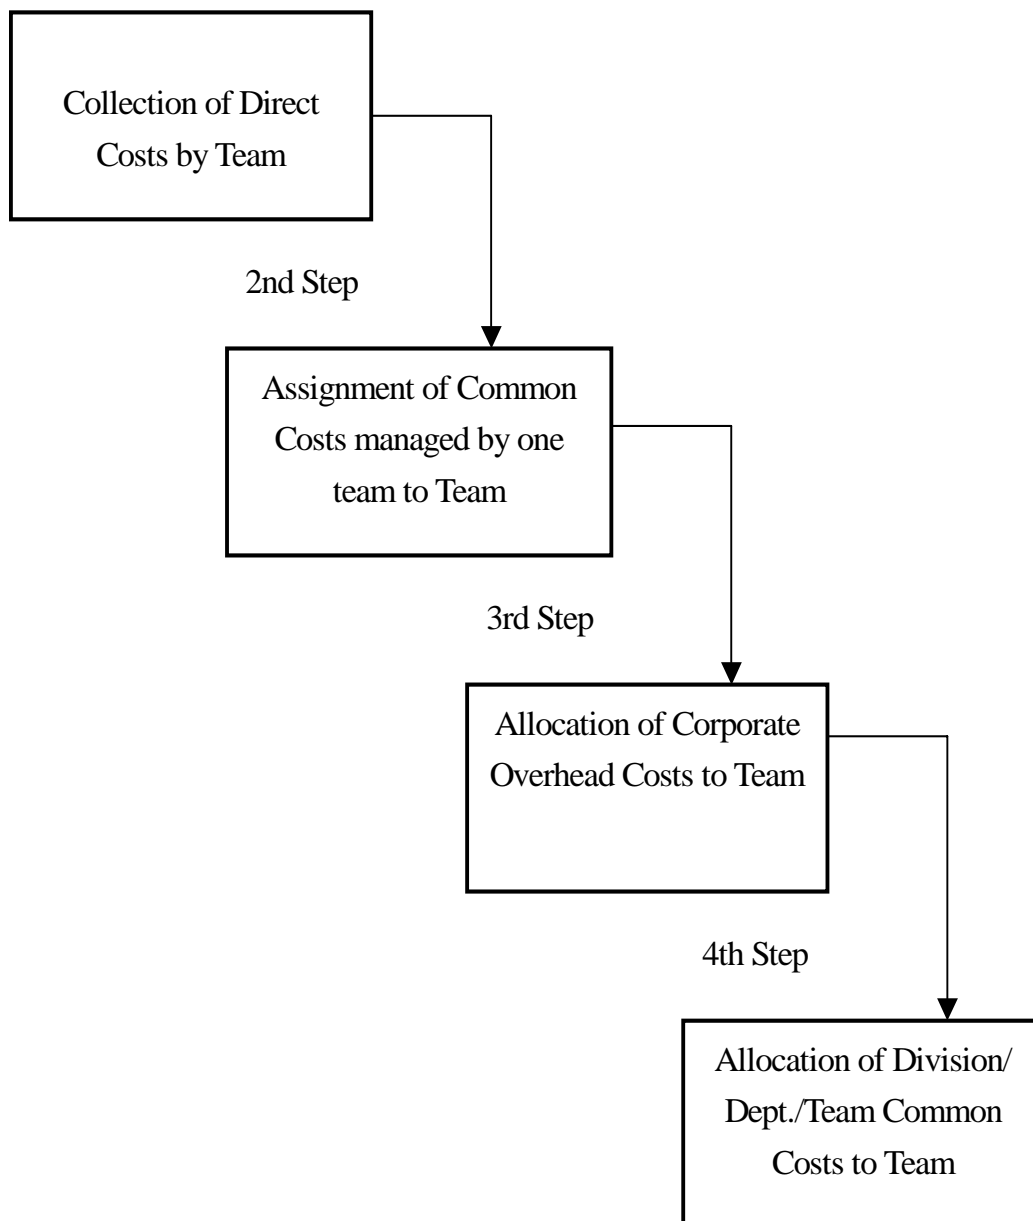 Collection of Direct
Costs by Team
2nd Step
Assignment of Common
Costs managed by one
team to Team
3rd Step
Allocation of Corporate
Overhead Costs to Team
4th Step
Allocation of Division/
Dept./Team Common
Costs to Team